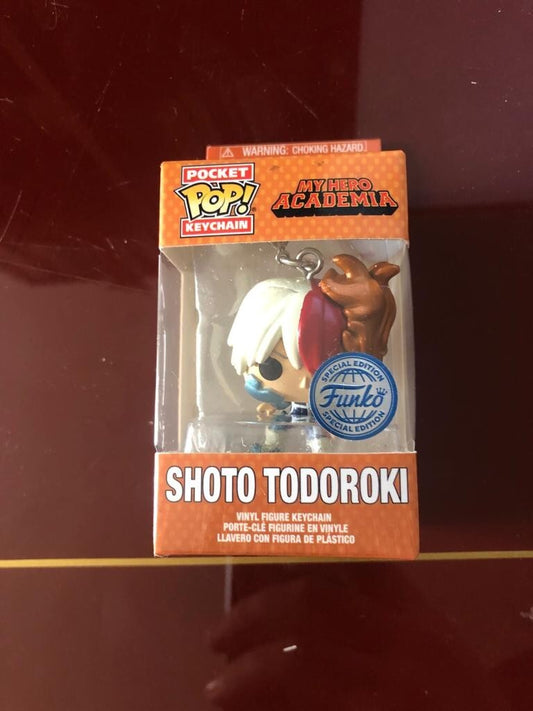 WARNING: CHOKING HAZARD.
POCKET
POP!
KEYCHAIN
MY HERO
ACADEMIA
SPECIAL EDITION
Funko
SPECIAL EDITION
SHOTO TODOROKI
VINYL FIGURE KEYCHAIN
PORTE-CLÉ FIGURINE EN VINYLE
LLAVERO CON FIGURA DE PLÁSTICO